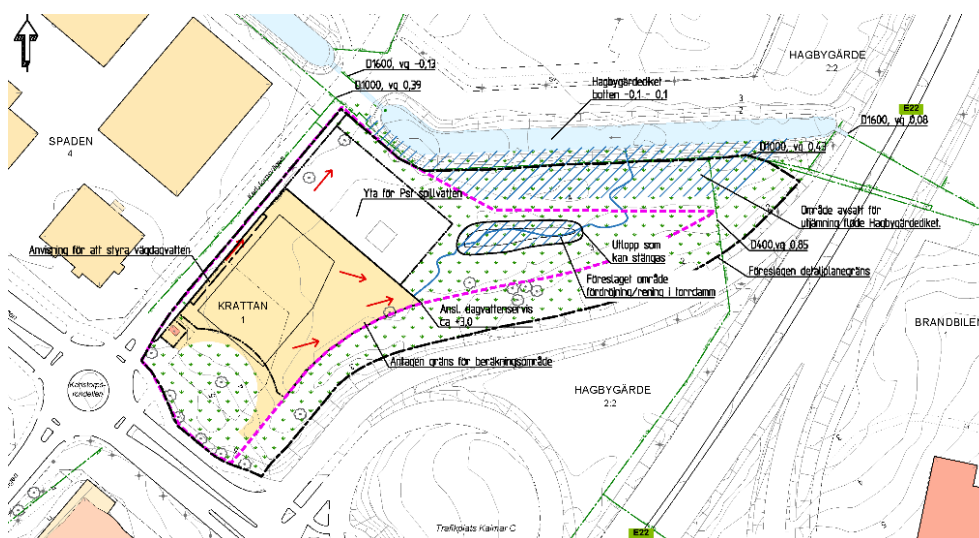 D1600, vg -0,13
D1000, vg 0,39
Hagbygärdediket
botten -0,1 - 0,1
HAGBYGÄRDE
2:2
E22
D1600, vg 0,08
D1000, vg 0,43
SPADEN
4
Yta för Psf spillvatten
Område avsatt för
utjämning flöde Hagbygärdediket.
Anvisning för att styra vägdagvatten
Utlopp som
kan stängas
D400,vg 0,85
Föreslagen detaljplanegräns
Föreslaget område
fördröjning/rening i torrdamm
KRATTAN
1
Ansl. dagvattenservis
ca +3,0
BRANDBILEN
Antagen gräns för beräkningsområde
HAGBYGÄRDE
2:2
rondellen
Trafikplats Kalmar C
E22